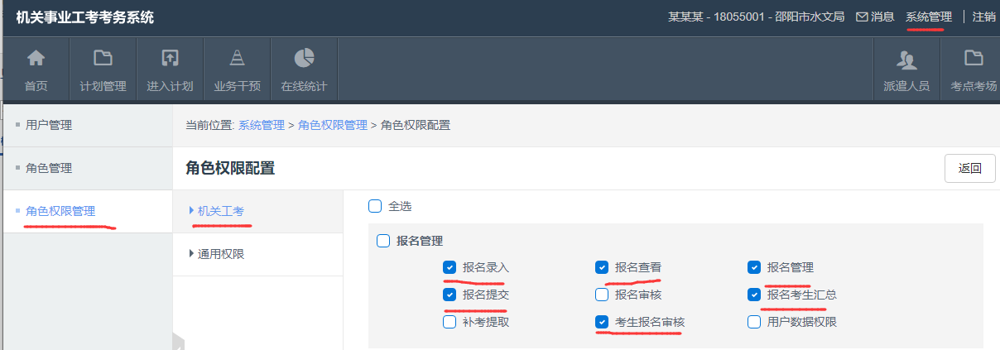 机关事业工考考务系统
某某某 - 18055001 - 邵阳市水文局 消息 系统管理 | 注销
首页 计划管理 进入计划 业务干预 在线统计 派遣人员 考点考场
用户管理
当前位置: 系统管理 > 角色权限管理 > 角色权限配置
角色管理
角色权限配置
返回
角色权限管理
机关工考
全选
报名管理
通用权限
报名录入 报名查看 报名管理
报名提交 报名审核 报名考生汇总
补考提取 考生报名审核 用户数据权限